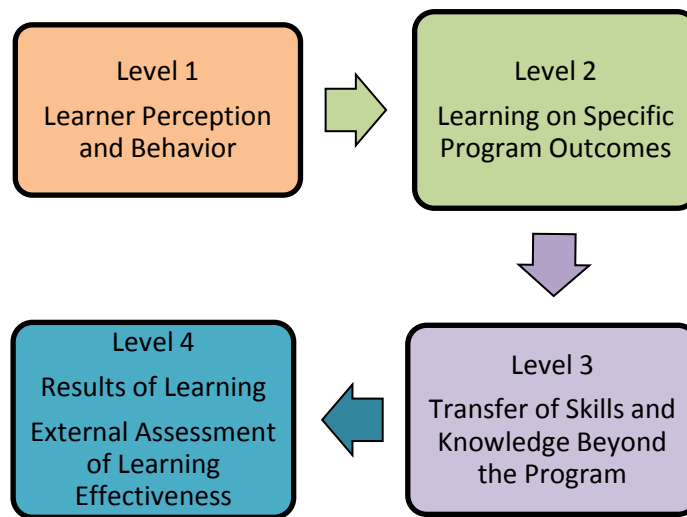 Level 1
Learner Perception
and Behavior
Level 2
Learning on Specific
Program Outcomes
Level 3
Transfer of Skills and
Knowledge Beyond
the Program
Level 4
Results of Learning
External Assessment
of Learning
Effectiveness